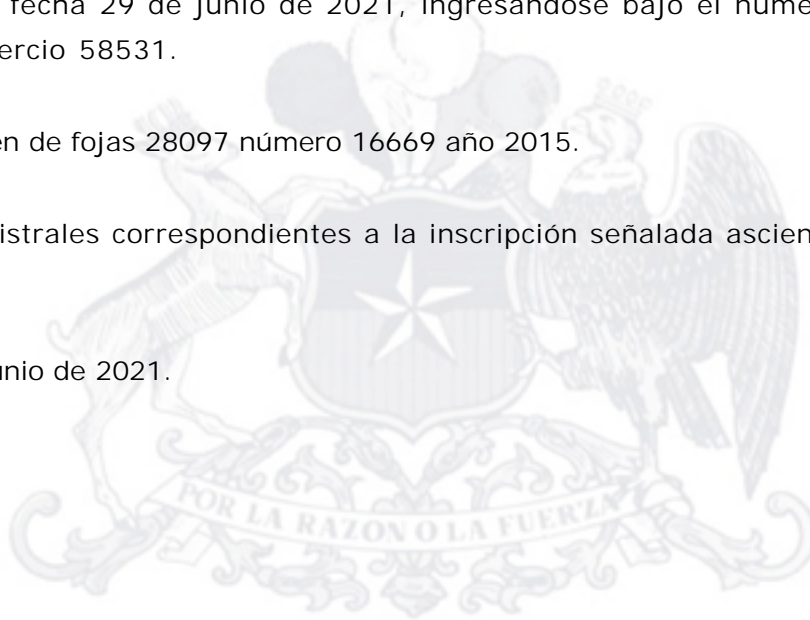 fecha 29 de junio de 2021, ingresándose bajo el núme
ercio 58531.
en de fojas 28097 número 16669 año 2015.
istrales correspondientes a la inscripción señalada ascien
unio de 2021.
POR LA RAZON O LA FUERZA